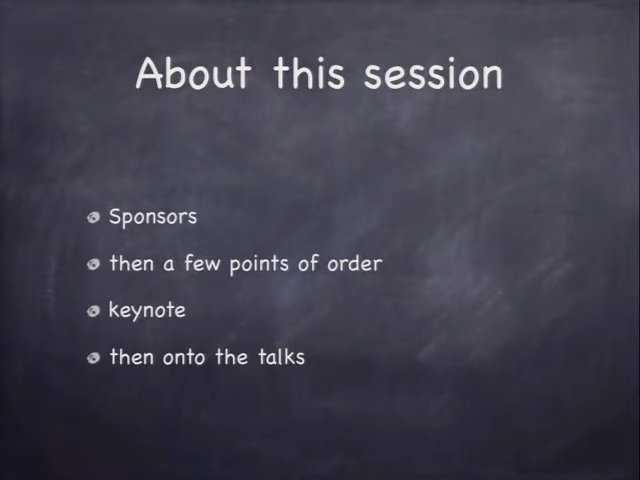 About this session
Sponsors
then a few points of order
keynote
then onto the talks